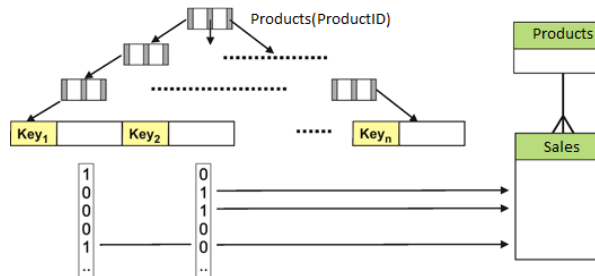 Products(ProductID)
Products
Key1 Key2 Keyn
Sales
1 0
0 1
0 1
0 0
1 0
.. ..